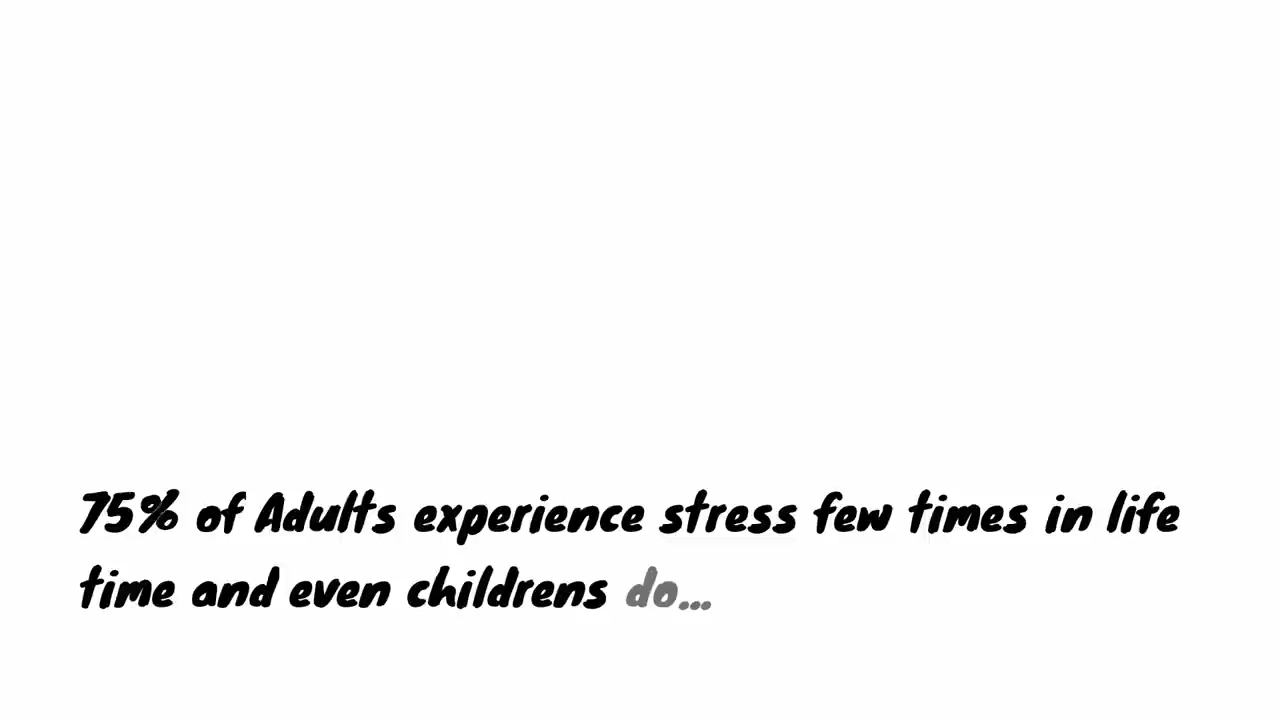 75% of Adults experience stress few times in life
time and even childrens do...